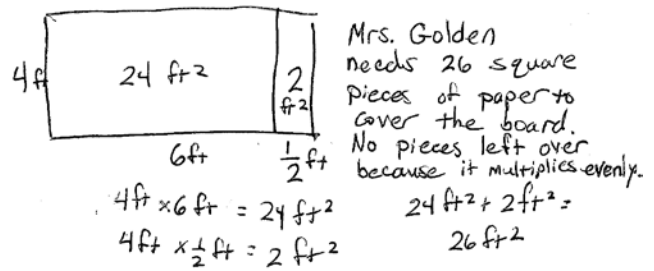 4ft
24 ft2
2
ft2
6ft
1/2 ft
Mrs. Golden
needs 26 square
pieces of paper to
cover the board.
No pieces left over
because it multiplies evenly.
4ft x 6 ft = 24 ft2
4ft x 1/2 ft = 2 ft2
24 ft2 + 2ft2 =
26 ft2